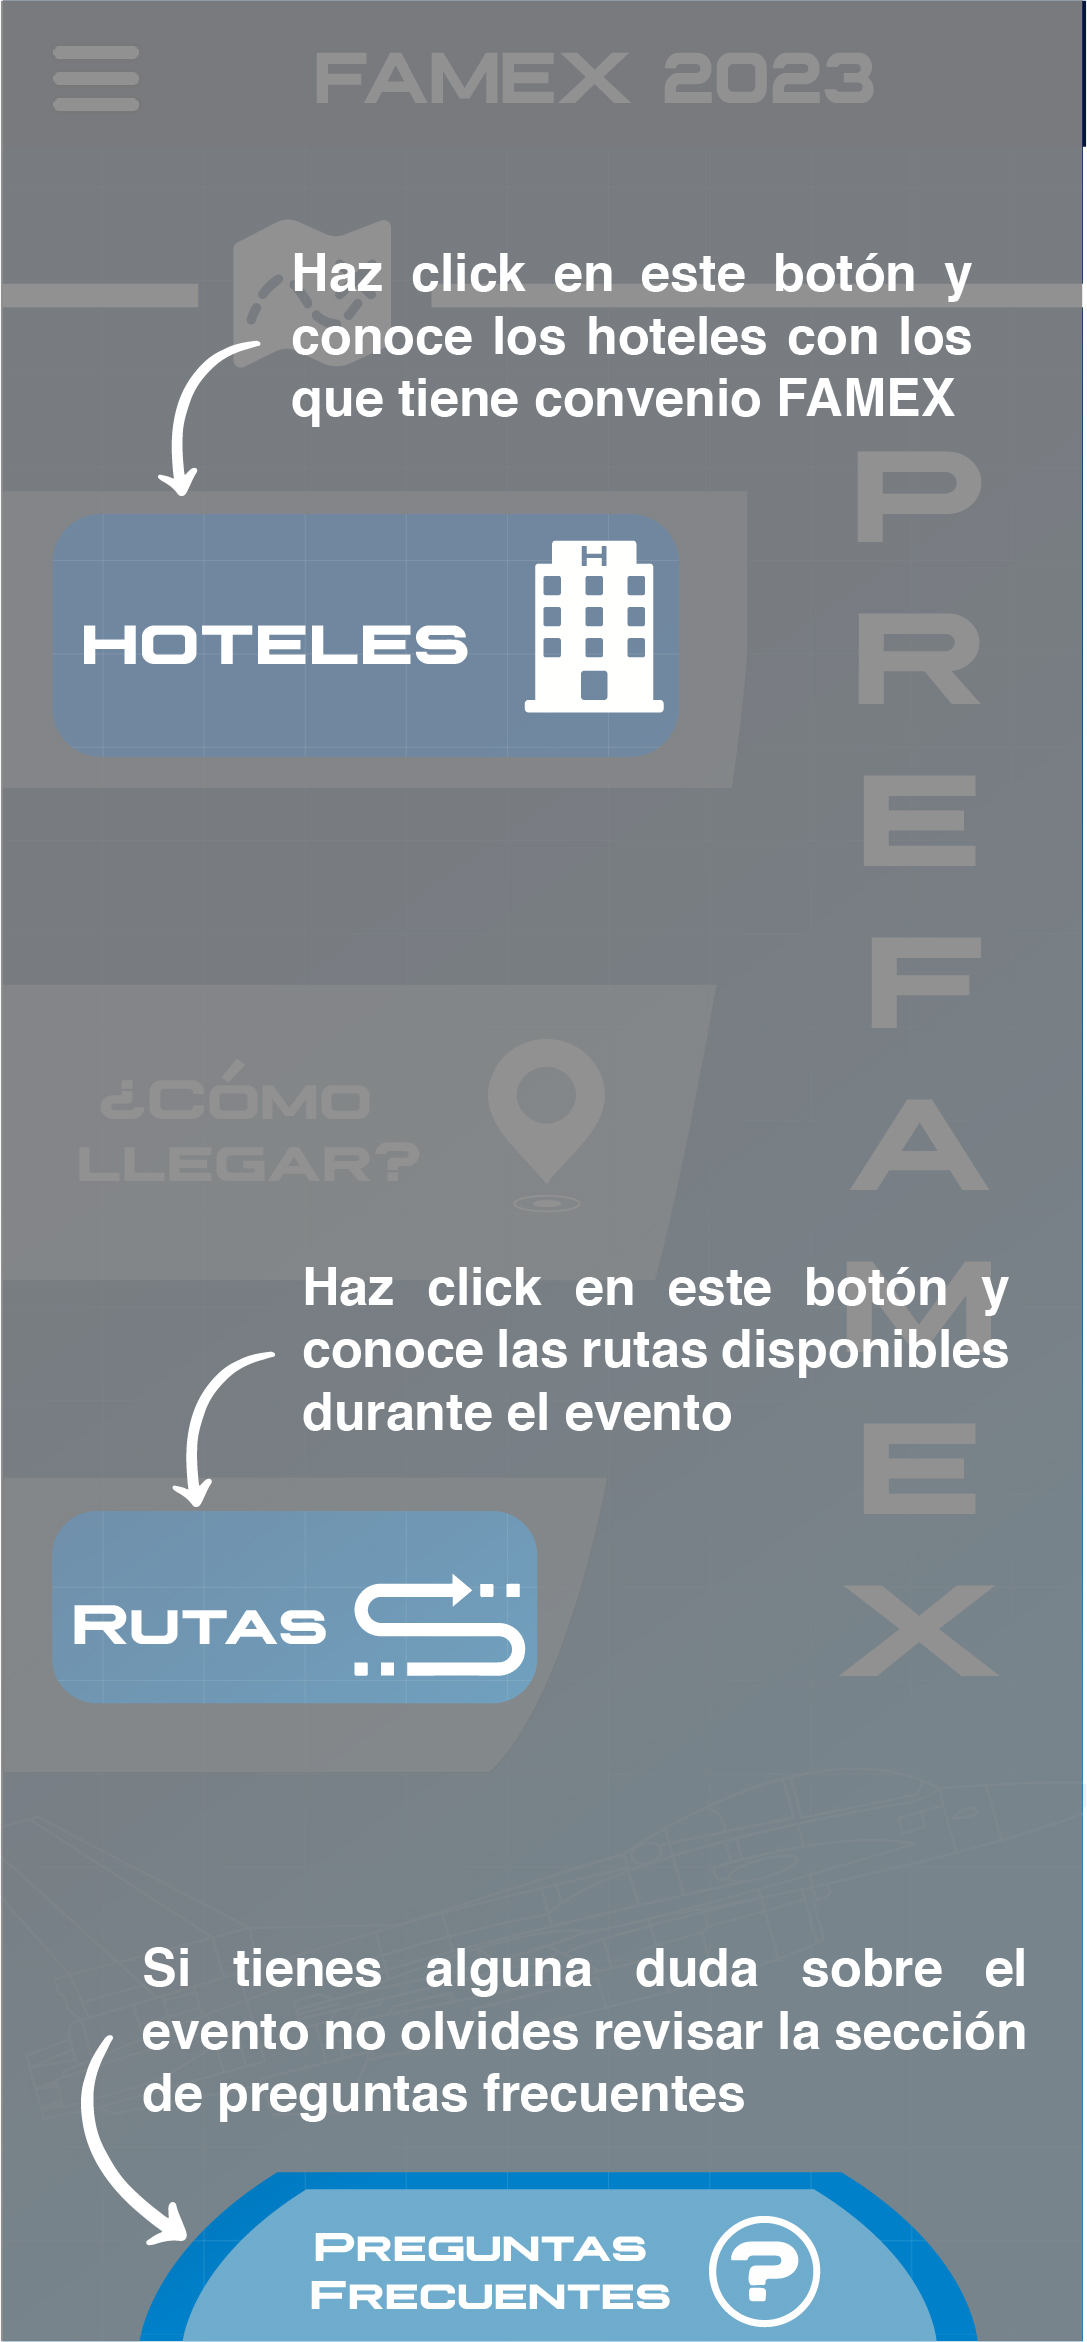 FAMEX 2023
Haz click en este botón y
conoce los hoteles con los
que tiene convenio FAMEX
H
HOTELES
¿CÓMO
LLEGAR?
Haz click en este botón y
conoce las rutas disponibles
durante el evento
RUTAS
P
R
E
F
A
M
E
X
Si tienes alguna duda sobre el
evento no olvides revisar la sección
de preguntas frecuentes
PREGUNTAS
FRECUENTES
?